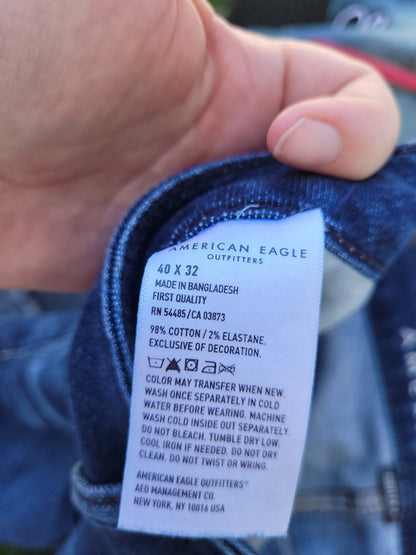 AMERICAN EAGLE
OUTFITTERS
40 X 32
MADE IN BANGLADESH
FIRST QUALITY
RN 54485/CA 03873
98% COTTON / 2% ELASTANE.
EXCLUSIVE OF DECORATION.
COLOR MAY TRANSFER WHEN NEW.
WASH ONCE SEPARATELY IN COLD
WATER BEFORE WEARING. MACHINE
WASH COLD INSIDE OUT SEPARATELY.
DO NOT BLEACH. TUMBLE DRY LOW.
COOL IRON IF NEEDED. DO NOT DRY
CLEAN. DO NOT TWIST OR WRING.
AMERICAN EAGLE OUTFITTERS®
AEO MANAGEMENT CO.
NEW YORK, NY 10016 USA